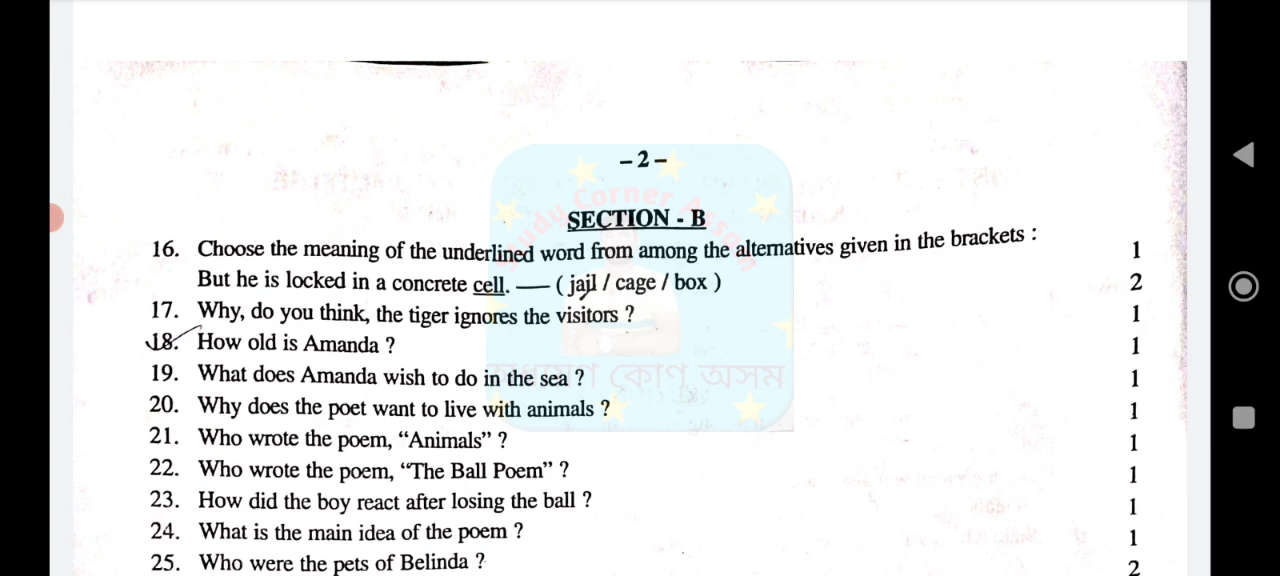 – 2 –
SECTION - B
16. Choose the meaning of the underlined word from among the alternatives given in the brackets : 1
But he is locked in a concrete cell. — ( jail / cage / box ) 2
17. Why, do you think, the tiger ignores the visitors ? 1
18. How old is Amanda ? 1
19. What does Amanda wish to do in the sea ? 1
20. Why does the poet want to live with animals ? 1
21. Who wrote the poem, “Animals” ? 1
22. Who wrote the poem, “The Ball Poem” ? 1
23. How did the boy react after losing the ball ? 1
24. What is the main idea of the poem ? 1
25. Who were the pets of Belinda ? 2
Study Corner Assam
কোণ অসম